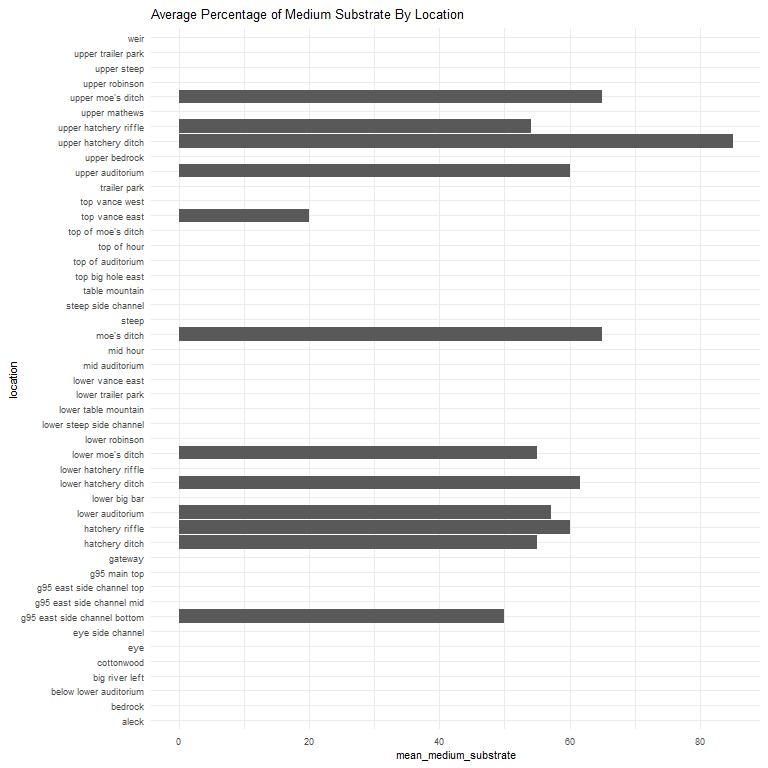 Average Percentage of Medium Substrate By Location
weir
upper trailer park
upper steep
upper robinson
upper moe's ditch
upper mathews
upper hatchery riffle
upper hatchery ditch
upper bedrock
upper auditorium
trailer park
top vance west
top vance east
top of moe's ditch
top of hour
top of auditorium
top big hole east
table mountain
steep side channel
steep
moe's ditch
mid hour
mid auditorium
lower vance east
lower trailer park
lower table mountain
lower steep side channel
lower robinson
lower moe's ditch
lower hatchery riffle
lower hatchery ditch
lower big bar
lower auditorium
hatchery riffle
hatchery ditch
gateway
g95 main top
g95 east side channel top
g95 east side channel mid
g95 east side channel bottom
eye side channel
eye
cottonwood
big river left
below lower auditorium
bedrock
aleck
location
0 20 40 60 80
mean_medium_substrate